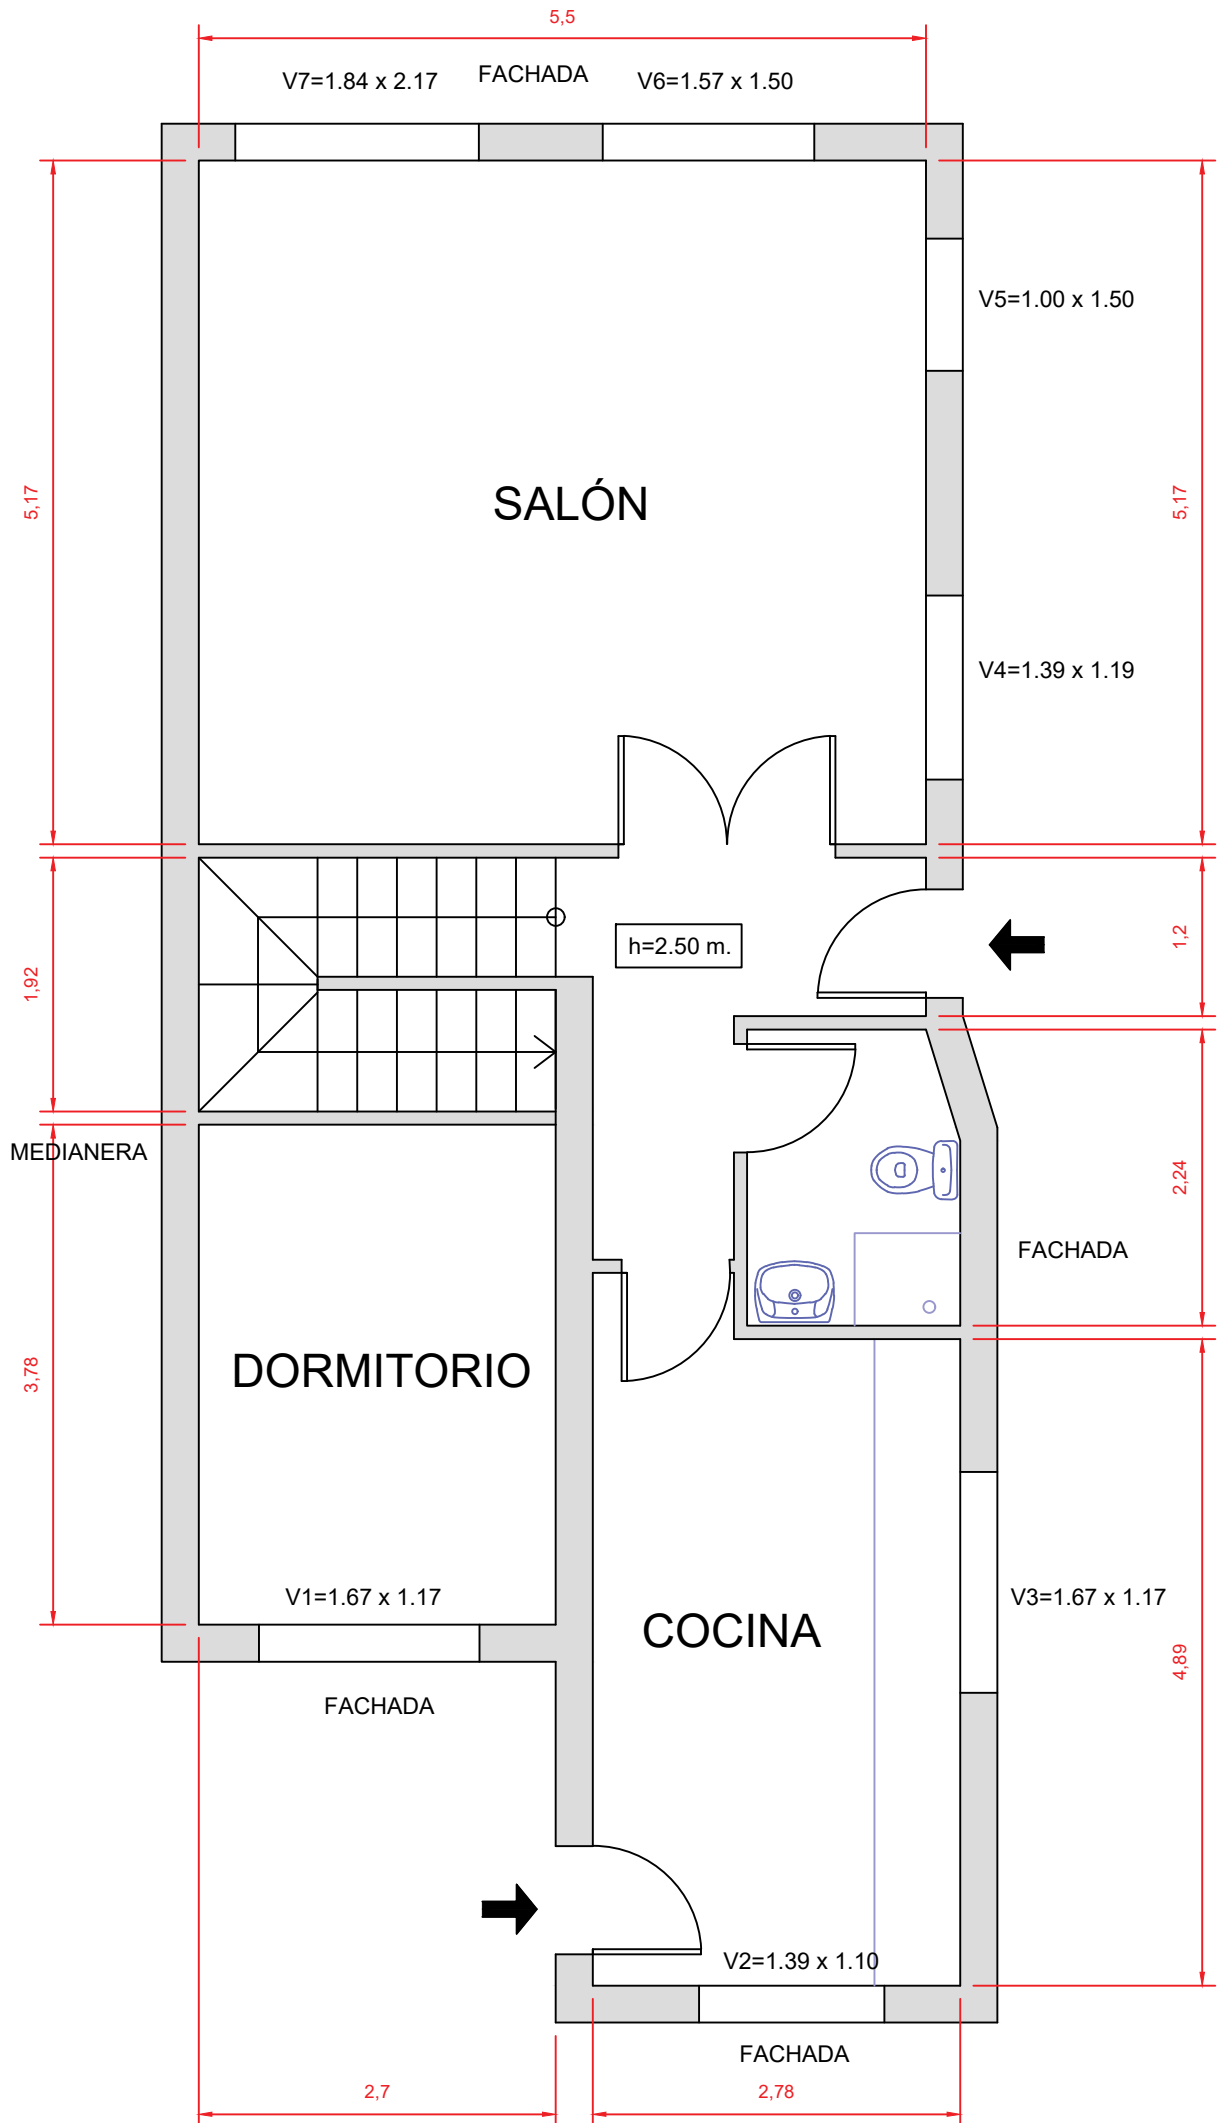 5,5
V7=1.84 x 2.17
FACHADA
V6=1.57 x 1.50
V5=1.00 x 1.50
5,17
SALÓN
5,17
V4=1.39 x 1.19
h=2.50 m.
1,2
1,92
MEDIANERA
2,24
FACHADA
3,78
DORMITORIO
V1=1.67 x 1.17
V3=1.67 x 1.17
COCINA
4,89
FACHADA
V2=1.39 x 1.10
FACHADA
2,7
2,78